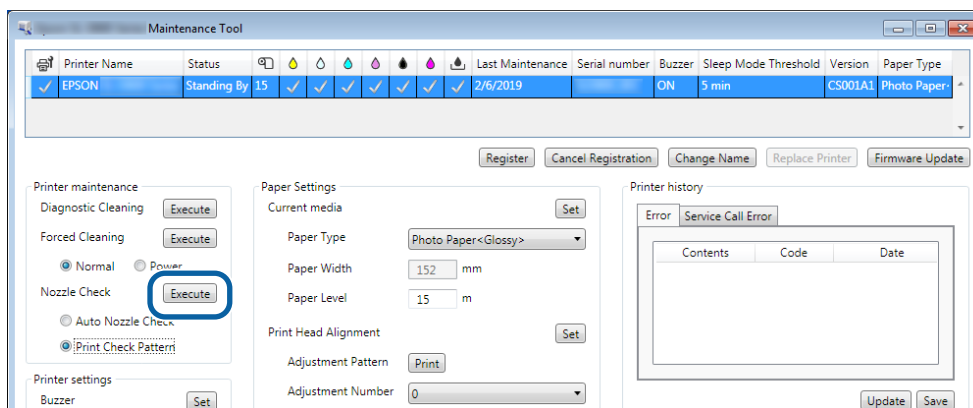 Maintenance Tool
Printer Name Status Last Maintenance Serial number Buzzer Sleep Mode Threshold Version Paper Type
EPSON Standing By 15 2/6/2019 ON 5 min CS001A1 Photo Paper
Register Cancel Registration Change Name Replace Printer Firmware Update
Printer maintenance
Diagnostic Cleaning Execute
Forced Cleaning Execute
Normal Power
Nozzle Check Execute
Auto Nozzle Check
Print Check Pattern
Printer settings
Buzzer Set
Paper Settings
Current media Set
Paper Type Photo Paper<Glossy>
Paper Width 152 mm
Paper Level 15 m
Print Head Alignment Set
Adjustment Pattern Print
Adjustment Number 0
Printer history
Error Service Call Error
Contents Code Date
Update Save